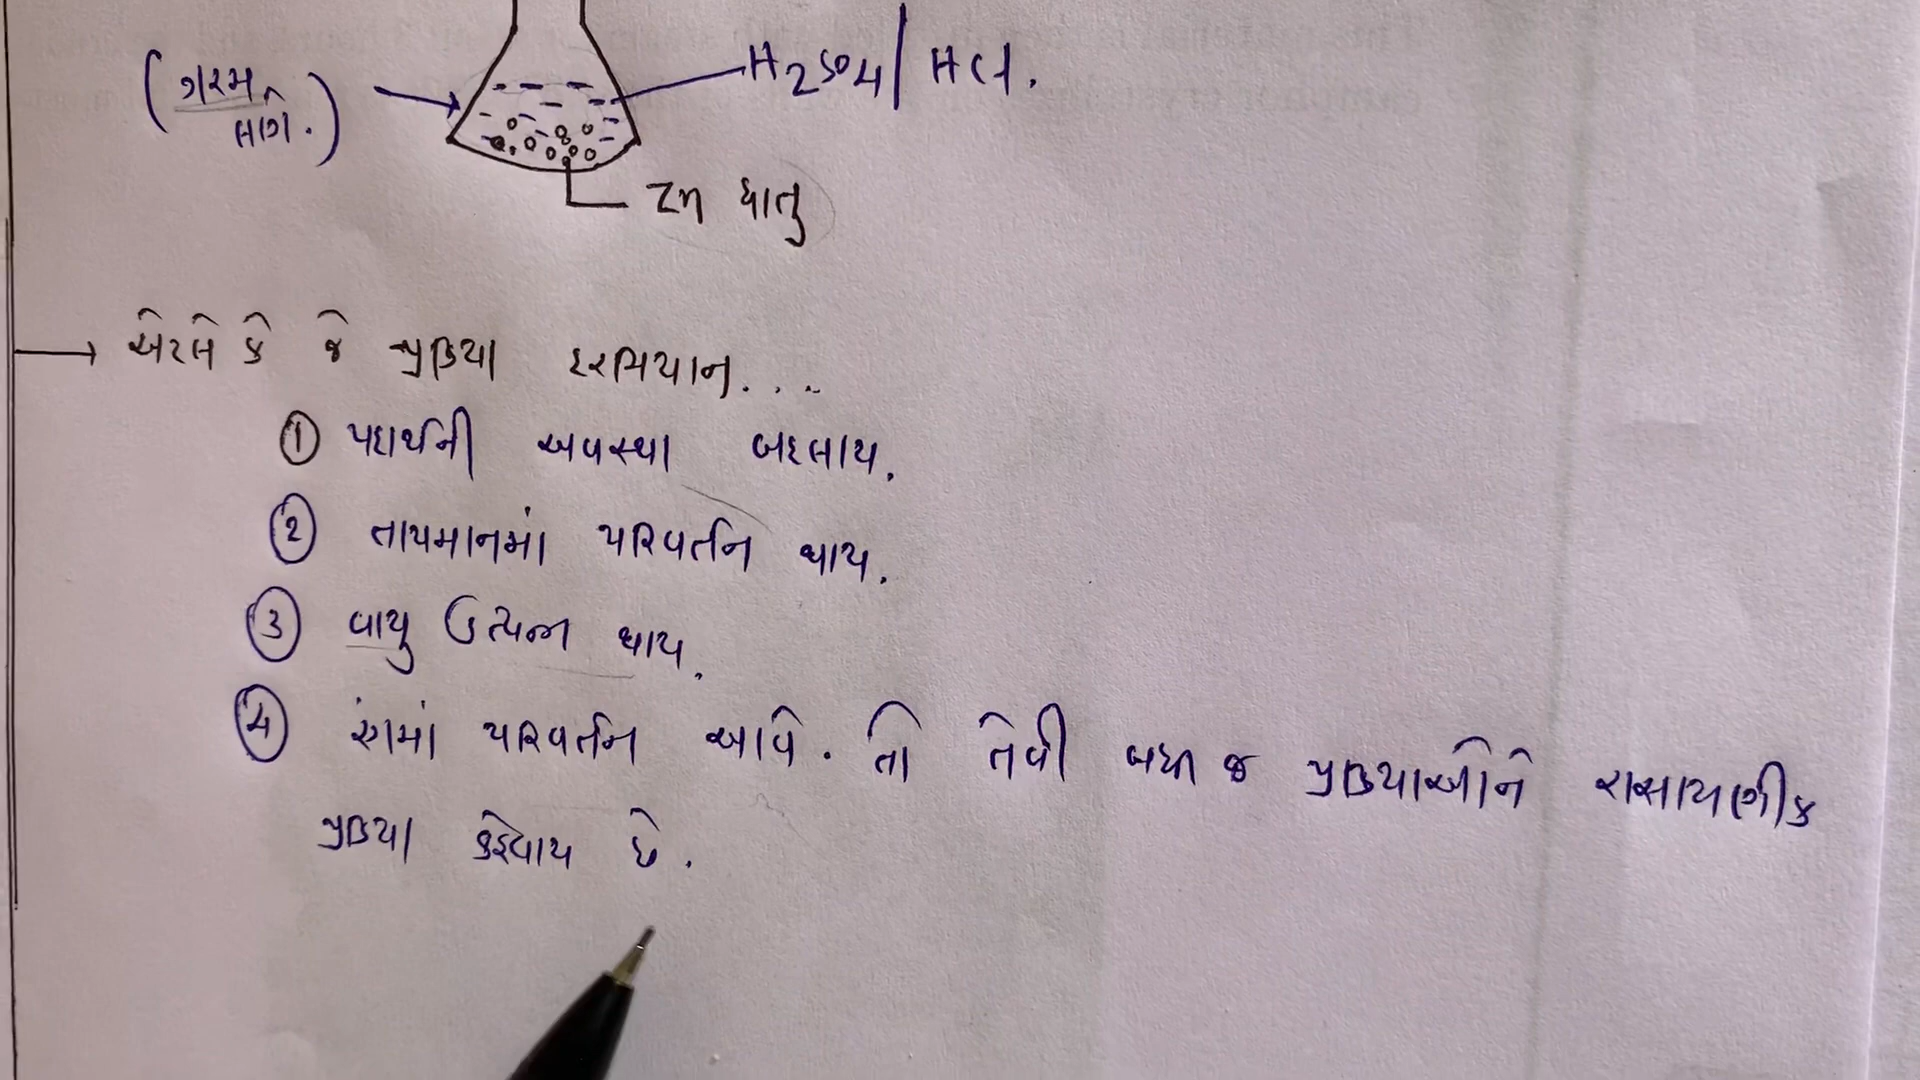 (ગરમ લાગે.)
H2SO4 / HCl.
Zn ધાતુ
→ એટલે કે જે પ્રક્રિયા દરમિયાન....
① પદાર્થની અવસ્થા બદલાય.
② તાપમાનમાં પરિવર્તન થાય.
③ વાયુ ઉત્પન્ન થાય.
④ રંગમાં પરિવર્તન આવે. તો તેવી બધી જ પ્રક્રિયાઓને રાસાયણીક
પ્રક્રિયા કહેવાય છે.